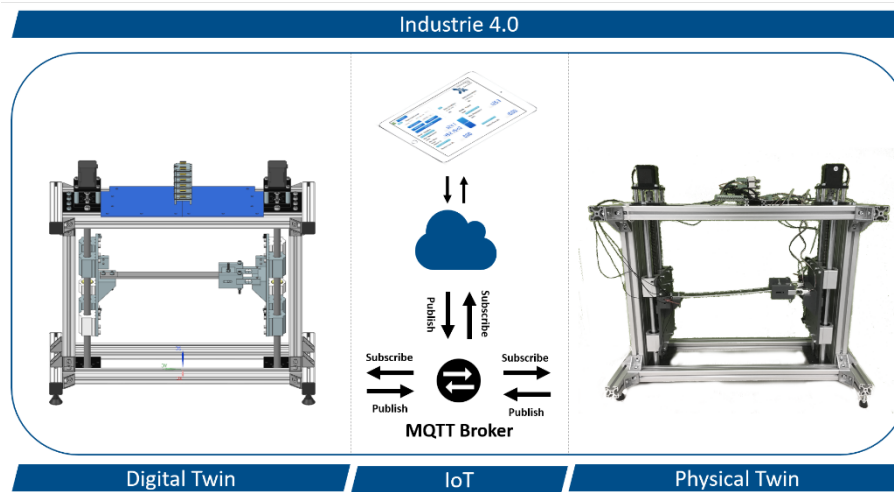 Industrie 4.0
Publish
Subscribe
Subscribe
Subscribe
Publish
Publish
MQTT Broker
Digital Twin
IoT
Physical Twin